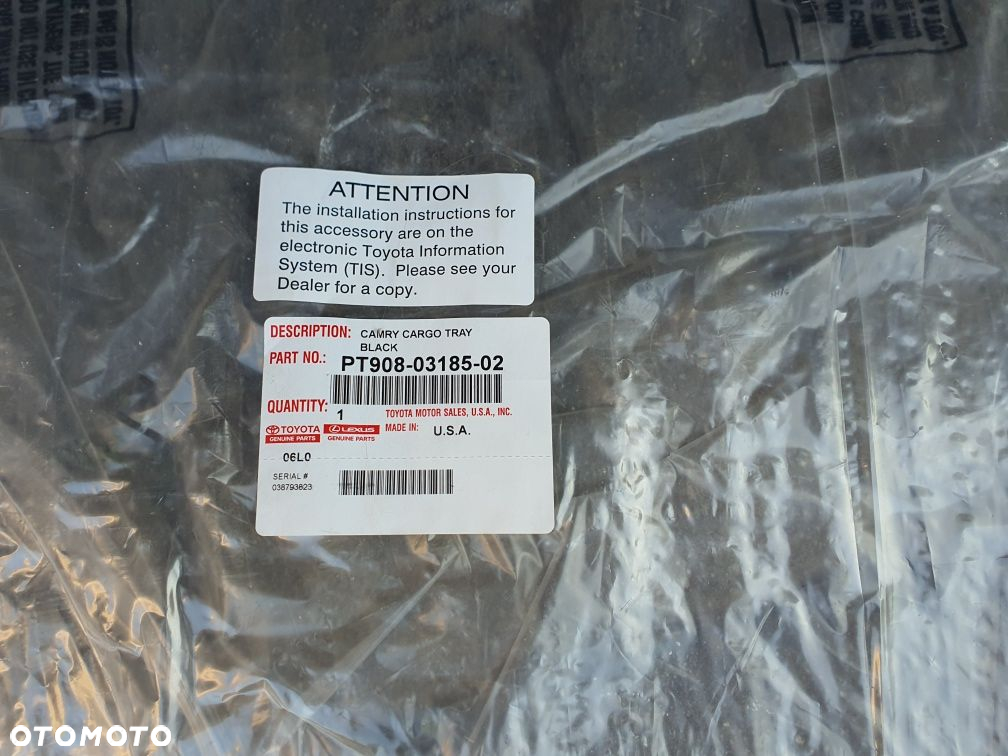 ATTENTION
The installation instructions for
this accessory are on the
electronic Toyota Information
System (TIS). Please see your
Dealer for a copy.
DESCRIPTION: CAMRY CARGO TRAY
BLACK
PART NO.: PT908-03185-02
QUANTITY: 1
TOYOTA MOTOR SALES, U.S.A., INC.
TOYOTA
GENUINE PARTS
LEXUS
GENUINE PARTS
MADE IN: U.S.A.
06L0
SERIAL #
038793823
OTOMOTO